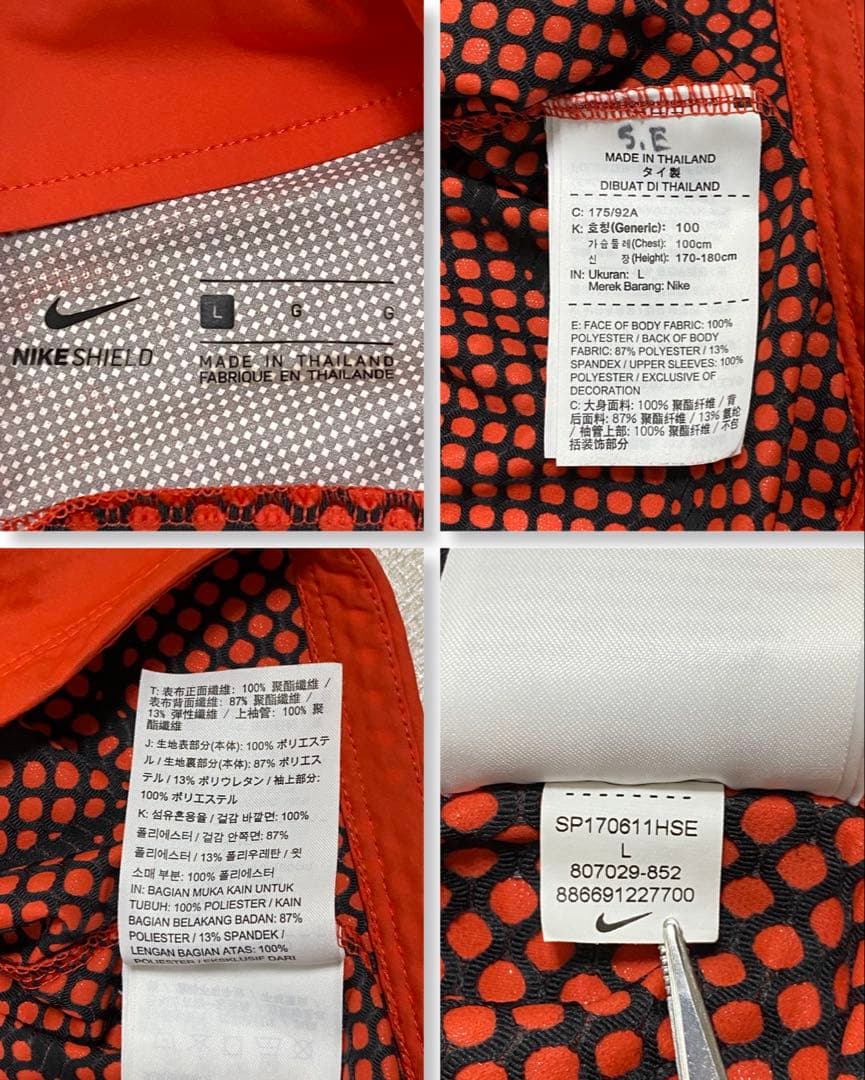 NIKE SHIELD
L G G
MADE IN THAILAND
FABRIQUÉ EN THAÏLANDE
S.E
MADE IN THAILAND
タイ製
DIBUAT DI THAILAND
C: 175/92A
K: 호칭(Generic): 100
가슴둘레(Chest): 100cm
신 장(Height): 170-180cm
IN: Ukuran: L
Merek Barang: Nike
E: FACE OF BODY FABRIC: 100%
POLYESTER / BACK OF BODY
FABRIC: 87% POLYESTER / 13%
SPANDEX / UPPER SLEEVES: 100%
POLYESTER / EXCLUSIVE OF
DECORATION
C: 大身面料: 100% 聚酯纤维 / 背
后面料: 87% 聚酯纤维 / 13% 氨纶
/ 袖管上部: 100% 聚酯纤维 / 不包
括装饰部分
T: 表布正面纖維: 100% 聚酯纖維 /
表布背面纖維: 87% 聚酯纖維 /
13% 彈性纖維 / 上袖管: 100% 聚
酯纖維
J: 生地表部分(本体): 100% ポリエステ
ル / 生地裏部分(本体): 87% ポリエス
テル / 13% ポリウレタン / 袖上部分:
100% ポリエステル
K: 섬유혼용율 / 겉감 바깥면: 100%
폴리에스터 / 겉감 안쪽면: 87%
폴리에스터 / 13% 폴리우레탄 / 윗
소매 부분: 100% 폴리에스터
IN: BAGIAN MUKA KAIN UNTUK
TUBUH: 100% POLIESTER / KAIN
BAGIAN BELAKANG BADAN: 87%
POLIESTER / 13% SPANDEK /
LENGAN BAGIAN ATAS: 100%
POLIESTER / EKSKLUSIF DARI
SP170611HSE
L
807029-852
886691227700